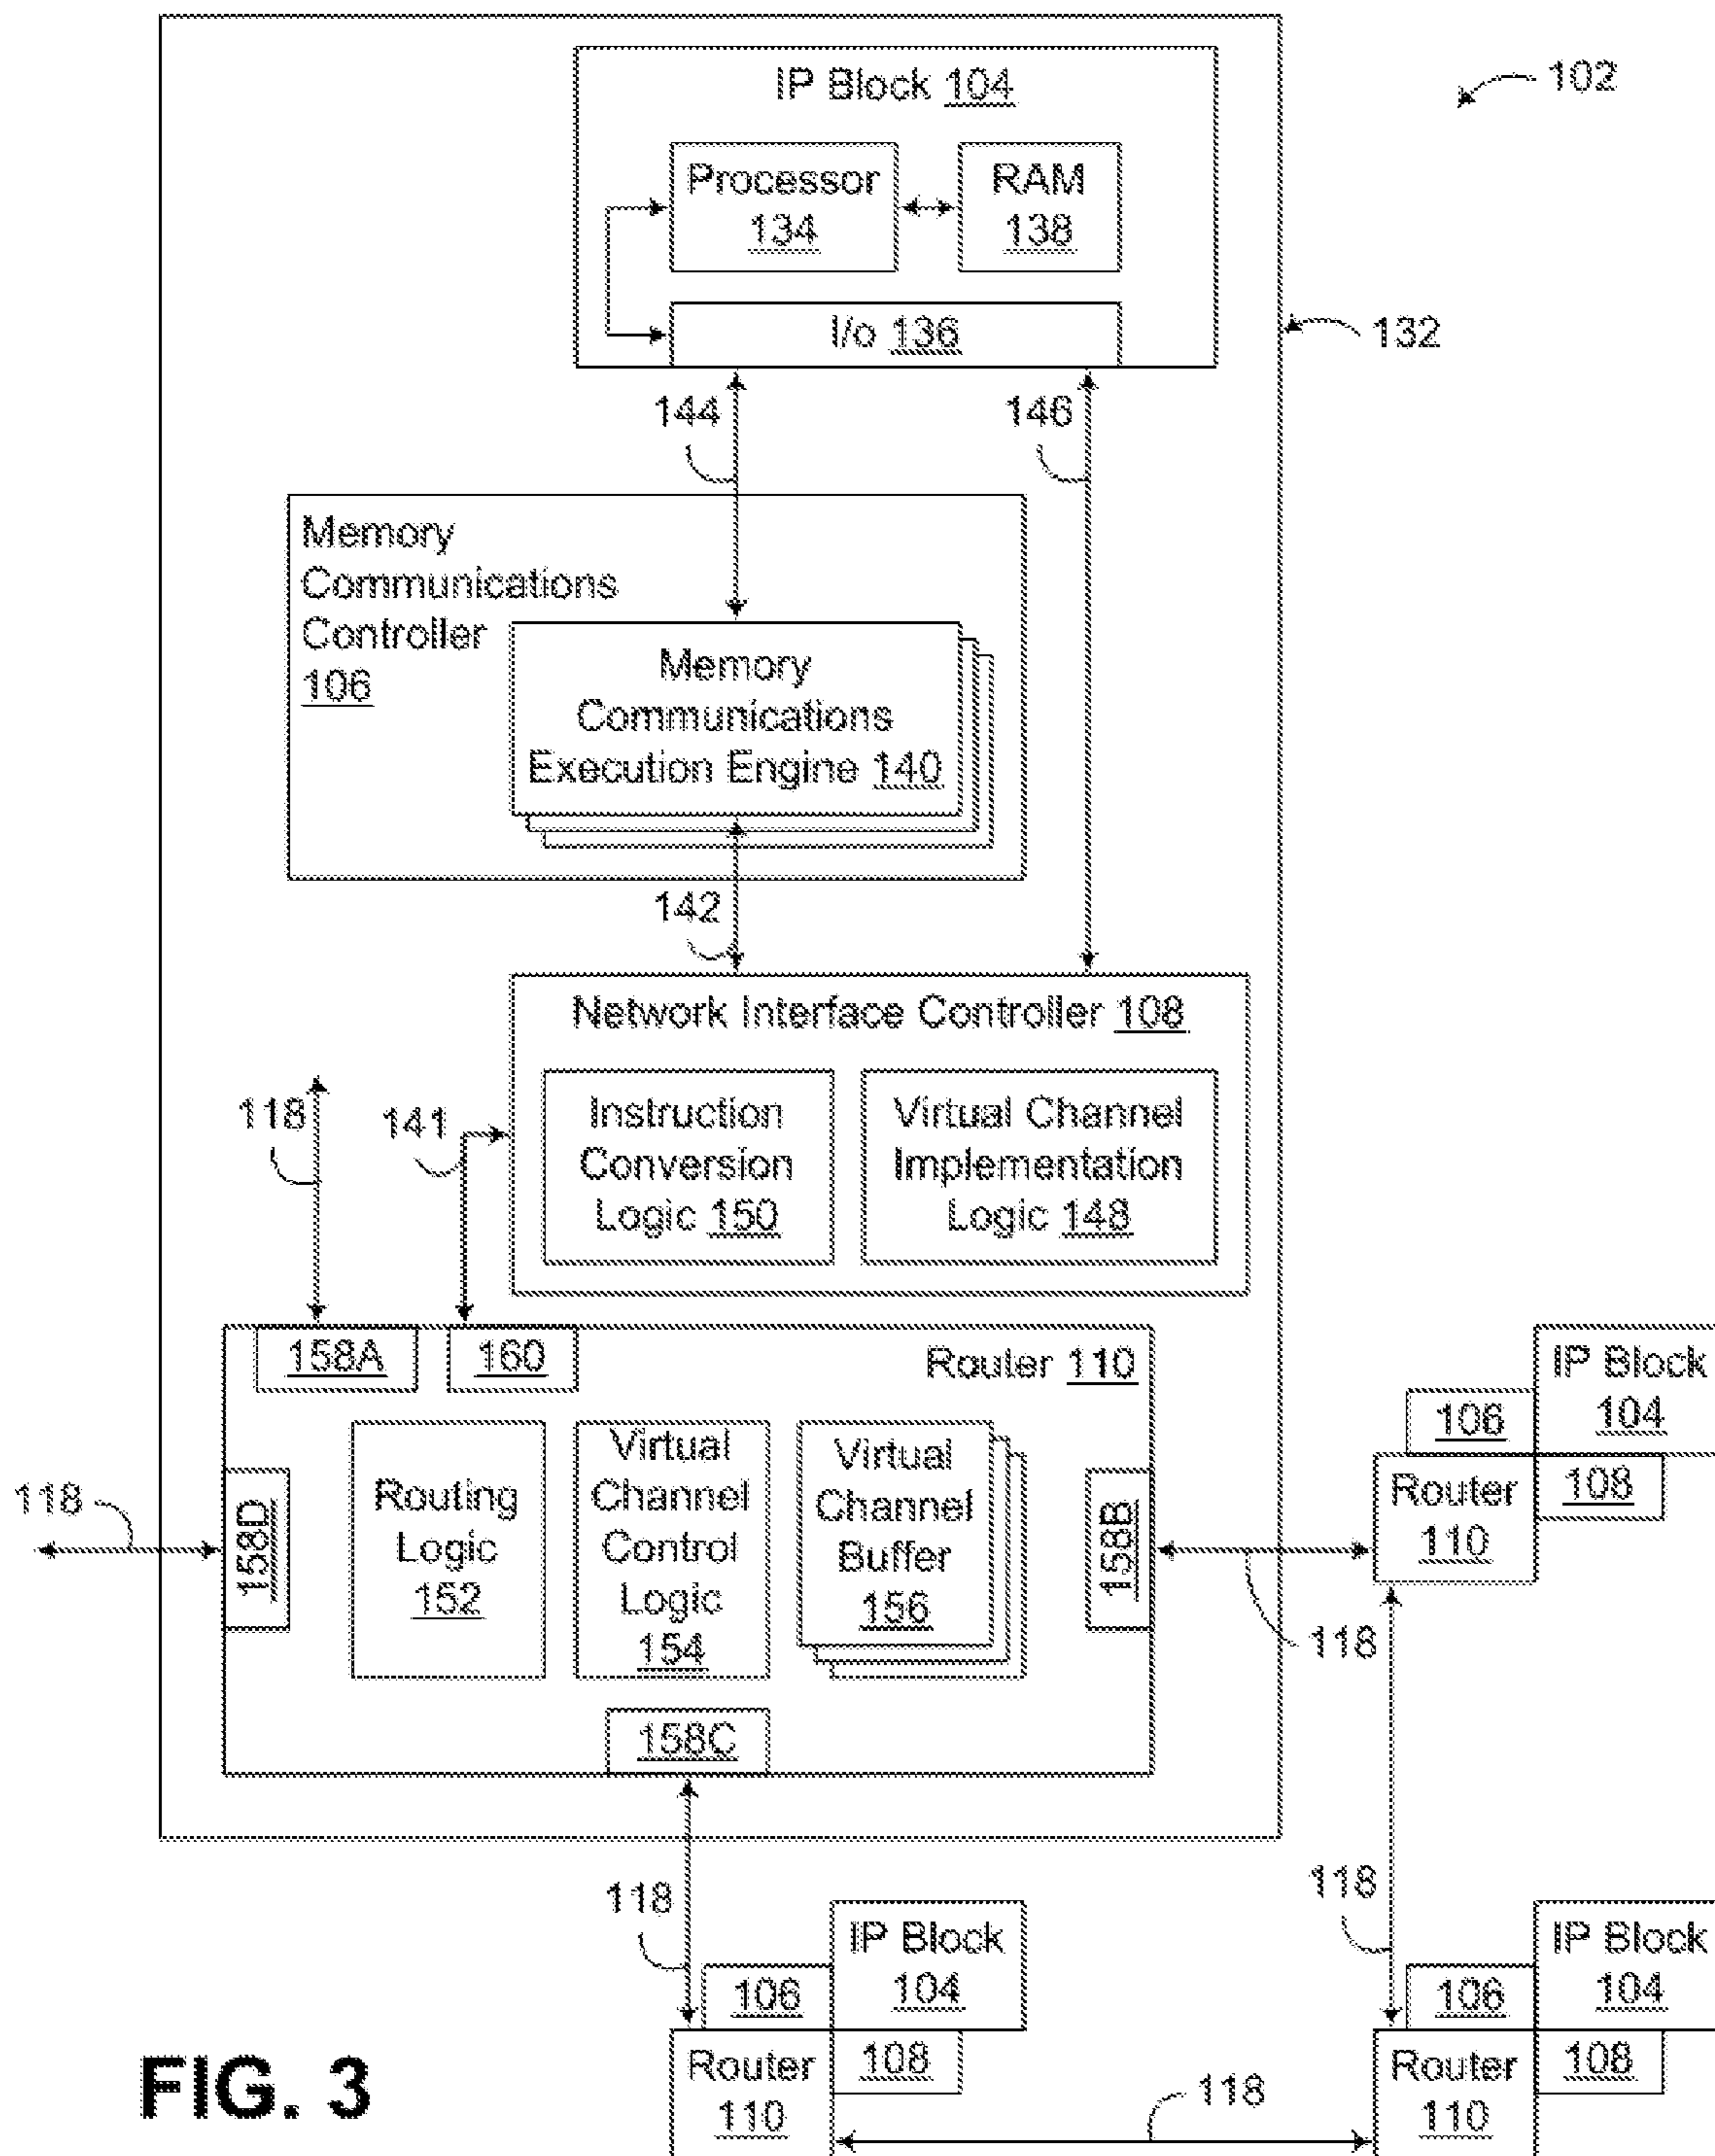 IP Block 104
102
Processor
134
RAM
138
I/o 136
132
144
146
Memory
Communications
Controller
106
Memory
Communications
Execution Engine 140
142
Network Interface Controller 108
118
141
Instruction
Conversion
Logic 150
Virtual Channel
Implementation
Logic 148
158A
160
Router 110
IP Block
104
106
Router
110
108
118
158D
Routing
Logic
152
Virtual
Channel
Control
Logic
154
Virtual
Channel
Buffer
156
158B
118
158C
118
118
IP Block
104
106
Router
110
108
IP Block
104
106
Router
110
108
118
FIG. 3